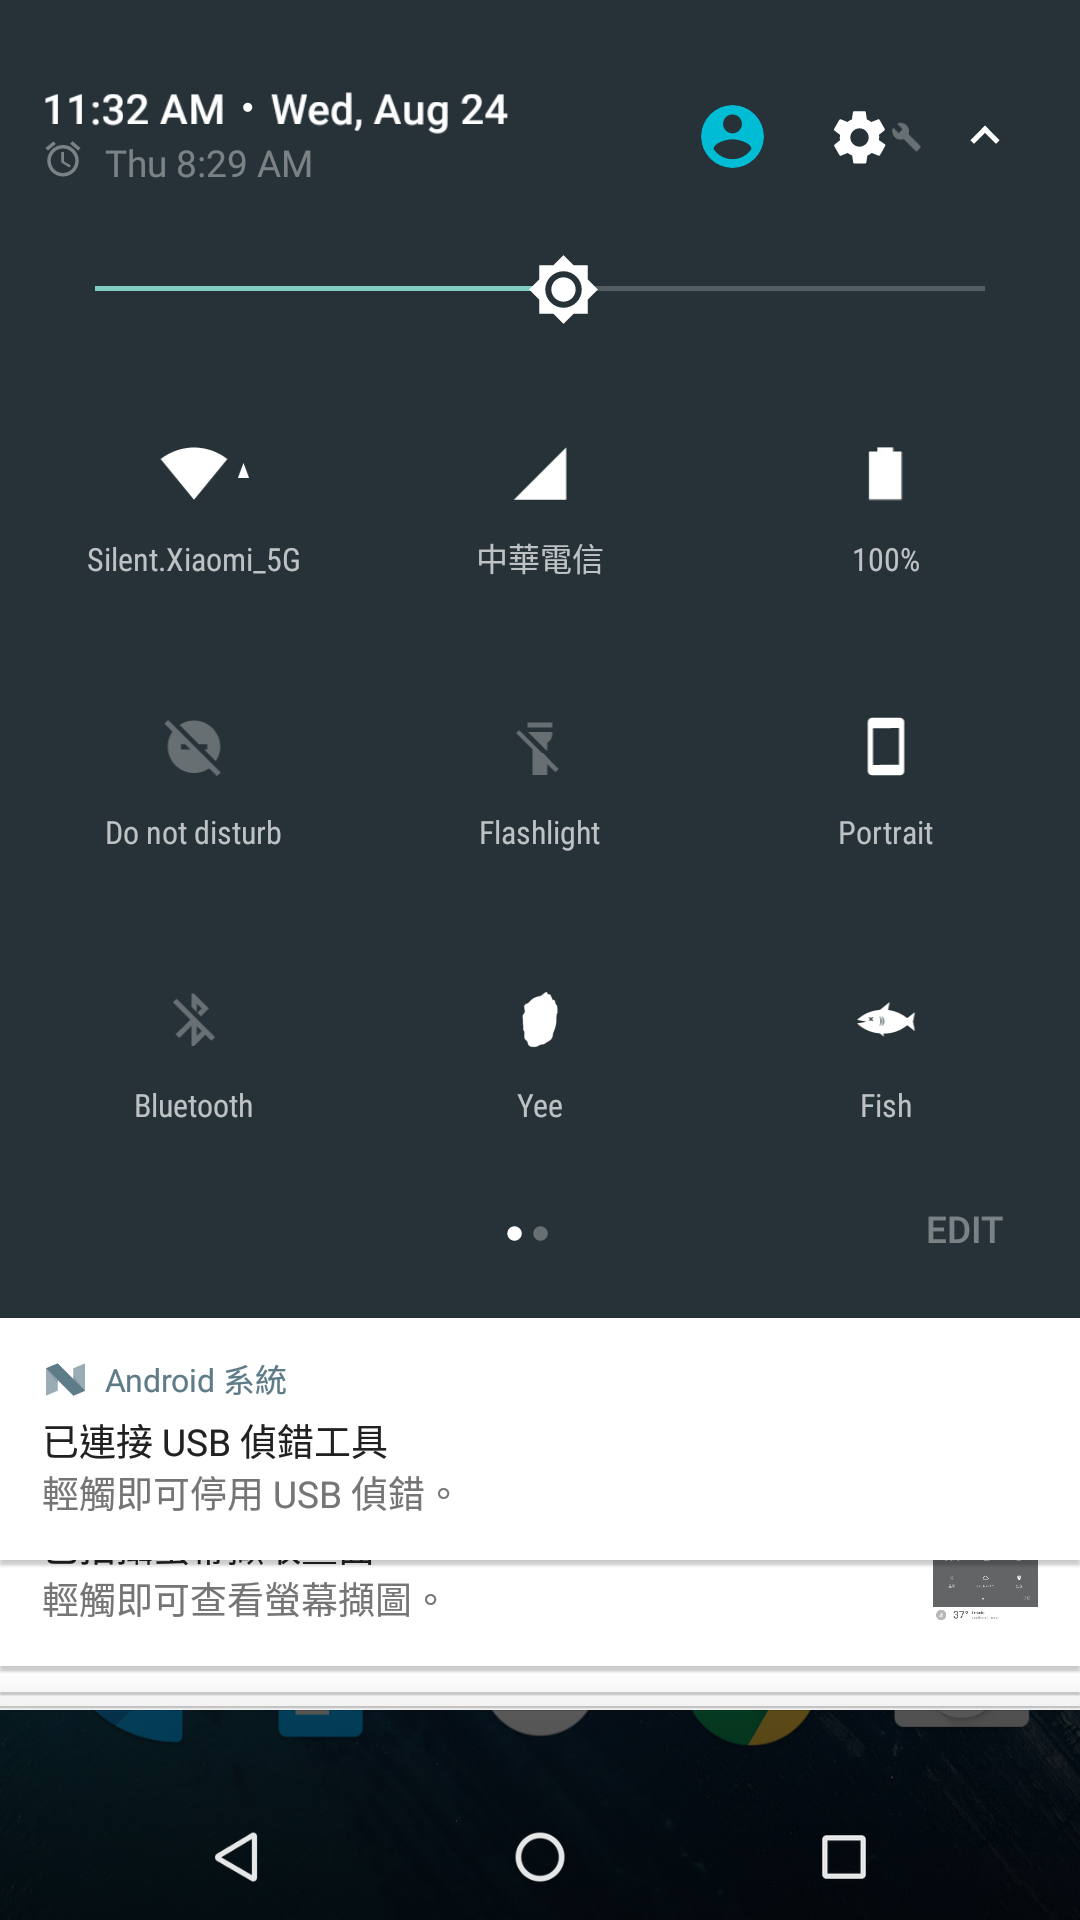 11:32 AM • Wed, Aug 24
Thu 8:29 AM
Silent.Xiaomi_5G
中華電信
100%
Do not disturb
Flashlight
Portrait
Bluetooth
Yee
Fish
EDIT
Android 系統
已連接 USB 偵錯工具
輕觸即可停用 USB 偵錯。
輕觸即可查看螢幕擷圖。
37°